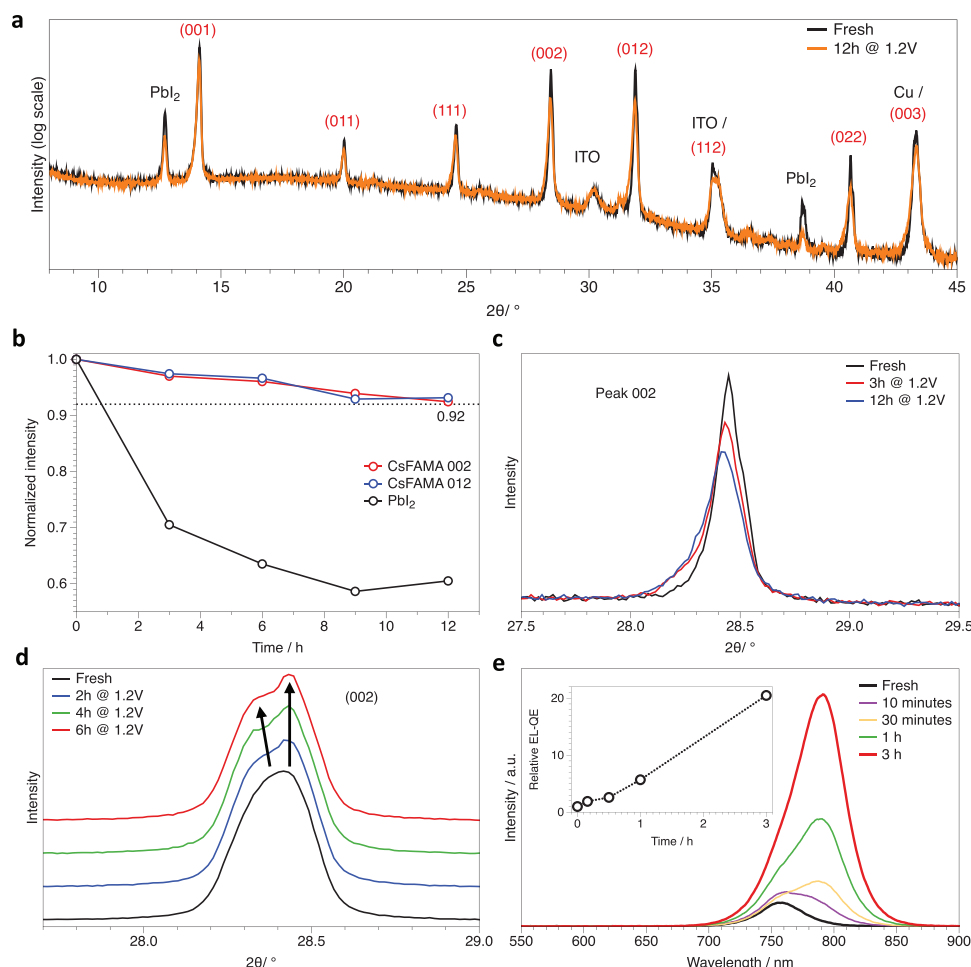 a
Intensity (log scale)
PbI2
(001)
(011)
(111)
(002)
ITO
(012)
ITO /
(112)
PbI2
(022)
Cu /
(003)
Fresh
12h @ 1.2V
10 15 20 25 30 35 40 45
2θ/ °
b
Normalized intensity
1.0
0.9
0.8
0.7
0.6
0.92
CsFAMA 002
CsFAMA 012
PbI2
0 2 4 6 8 10 12
Time / h
c
Intensity
Peak 002
Fresh
3h @ 1.2V
12h @ 1.2V
27.5 28.0 28.5 29.0 29.5
2θ/ °
d
Intensity
Fresh
2h @ 1.2V
4h @ 1.2V
6h @ 1.2V
(002)
28.0 28.5 29.0
2θ/ °
e
Intensity / a.u.
Relative EL-QE
20
10
0
0 1 2 3
Time / h
Fresh
10 minutes
30 minutes
1 h
3 h
550 600 650 700 750 800 850 900
Wavelength / nm